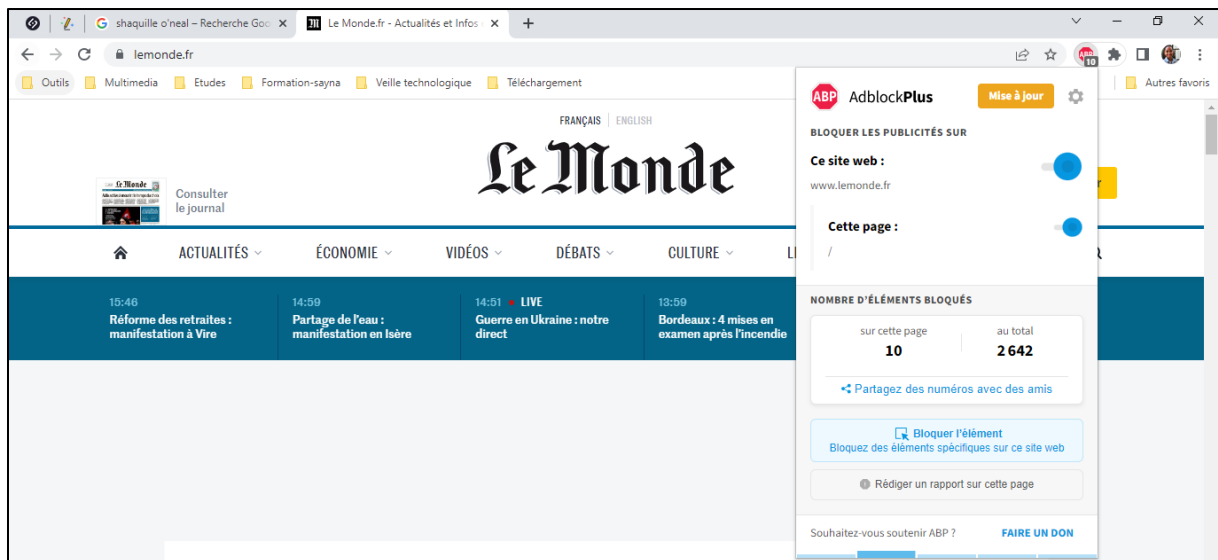 shaquille o'neal – Recherche Goo
Le Monde.fr - Actualités et Infos
lemonde.fr
10
Outils
Multimedia
Etudes
Formation-sayna
Veille technologique
Téléchargement
Autres favoris
FRANÇAIS | ENGLISH
Le Monde
Le Monde
Consulter
le journal
ACTUALITÉS
ÉCONOMIE
VIDÉOS
DÉBATS
CULTURE
15:46
Réforme des retraites :
manifestation à Vire
14:59
Partage de l'eau :
manifestation en Isère
14:51 LIVE
Guerre en Ukraine : notre
direct
13:59
Bordeaux : 4 mises en
examen après l'incendie
ABP AdblockPlus
Mise à jour
BLOQUER LES PUBLICITÉS SUR
Ce site web :
www.lemonde.fr
Cette page :
/
NOMBRE D'ÉLÉMENTS BLOQUÉS
sur cette page
10
au total
2 642
Partagez des numéros avec des amis
Bloquer l'élément
Bloquez des éléments spécifiques sur ce site web
Rédiger un rapport sur cette page
Souhaitez-vous soutenir ABP ?
FAIRE UN DON